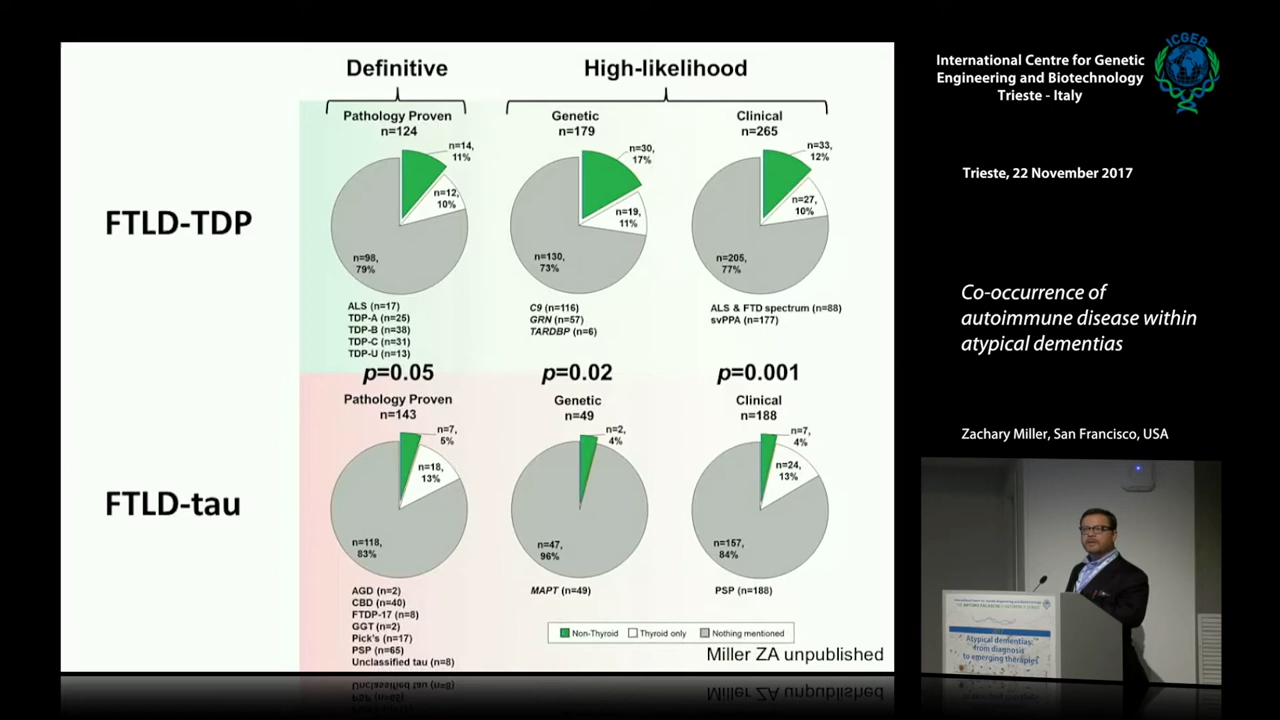 Definitive
High-likelihood
Pathology Proven
n=124
Genetic
n=179
Clinical
n=265
FTLD-TDP
n=14,
11%
n=12,
10%
n=98,
79%
n=30,
17%
n=19,
11%
n=130,
73%
n=33,
12%
n=27,
10%
n=205,
77%
ALS (n=17)
TDP-A (n=25)
TDP-B (n=38)
TDP-C (n=31)
TDP-U (n=13)
C9 (n=116)
GRN (n=57)
TARDBP (n=6)
ALS & FTD spectrum (n=88)
svPPA (n=177)
p=0.05
p=0.02
p=0.001
Pathology Proven
n=143
Genetic
n=49
Clinical
n=188
FTLD-tau
n=7,
5%
n=18,
13%
n=118,
83%
n=2,
4%
n=47,
96%
n=7,
4%
n=24,
13%
n=157,
84%
AGD (n=2)
CBD (n=40)
FTDP-17 (n=8)
GGT (n=2)
Pick's (n=17)
PSP (n=65)
Unclassified tau (n=8)
MAPT (n=49)
PSP (n=188)
Non-Thyroid
Thyroid only
Nothing mentioned
Miller ZA unpublished
International Centre for Genetic
Engineering and Biotechnology
Trieste - Italy
ICGEB
Trieste, 22 November 2017
Co-occurrence of
autoimmune disease within
atypical dementias
Zachary Miller, San Francisco, USA
Atypical dementias:
from diagnosis
to emerging therapies